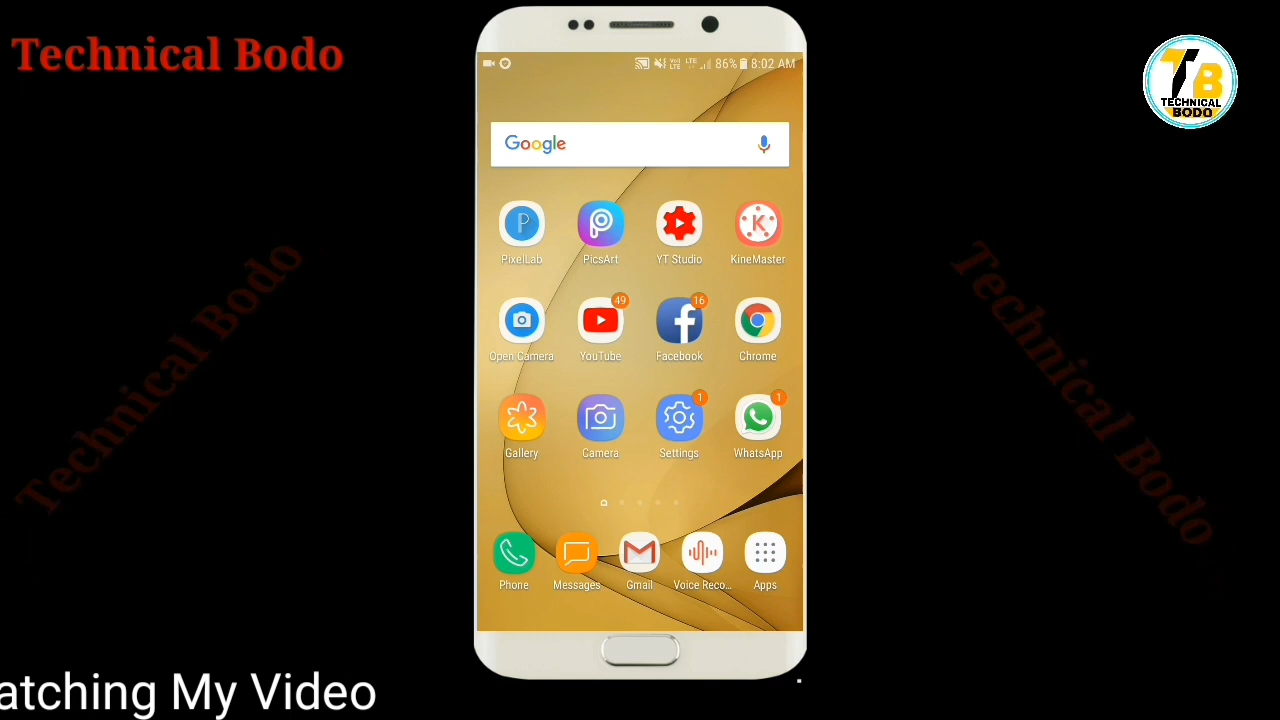 Technical Bodo
TB
TECHNICAL
BODO
86% 8:02 AM
Google
PixelLab PicsArt YT Studio KineMaster
49 16
Open Camera YouTube Facebook Chrome
1 1
Gallery Camera Settings WhatsApp
Phone Messages Gmail Voice Reco... Apps
Technical Bodo
Technical Bodo
atching My Video